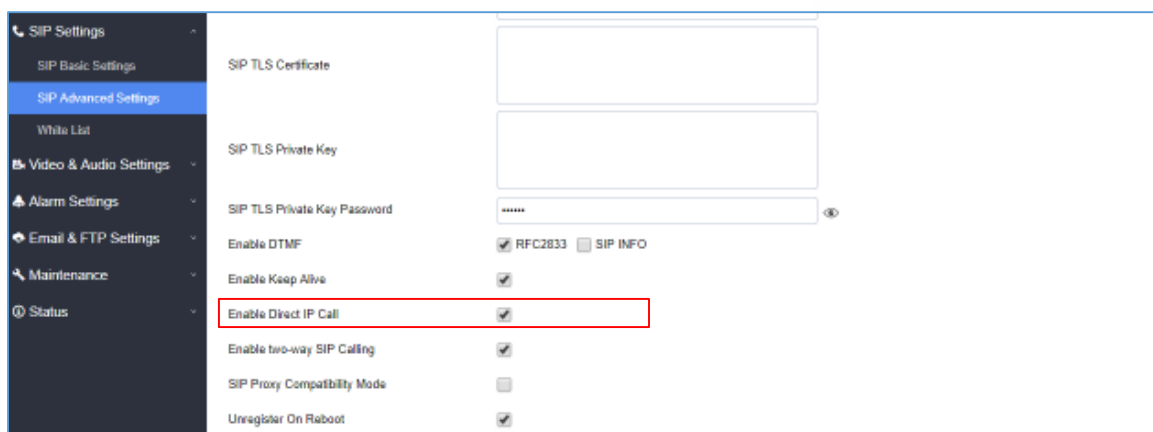 SIP Settings
SIP Basic Settings
SIP Advanced Settings
White List
Video & Audio Settings
Alarm Settings
Email & FTP Settings
Maintenance
Status
SIP TLS Certificate
SIP TLS Private Key
SIP TLS Private Key Password ••••••
Enable DTMF RFC2833 SIP INFO
Enable Keep Alive
Enable Direct IP Call
Enable two-way SIP Calling
SIP Proxy Compatibility Mode
Unregister On Reboot